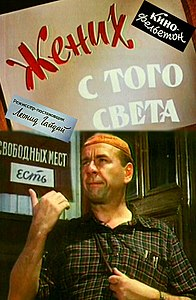 Жених
КИНО-
Фельетон
С ТОГО
СВЕТА
Режиссер-постановщик
Леонид Гайдай
СВОБОДНЫХ МЕСТ
ЕСТЬ